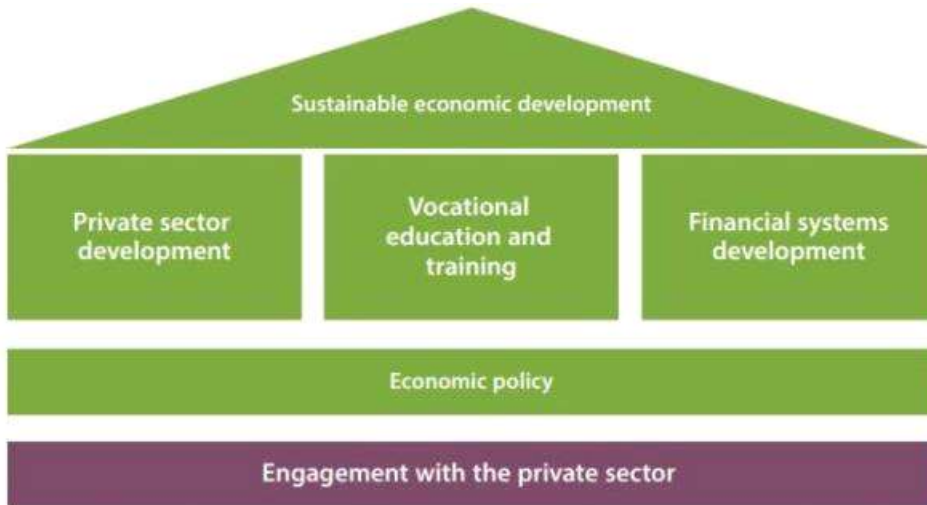 Sustainable economic development
Private sector
development
Vocational
education and
training
Financial systems
development
Economic policy
Engagement with the private sector